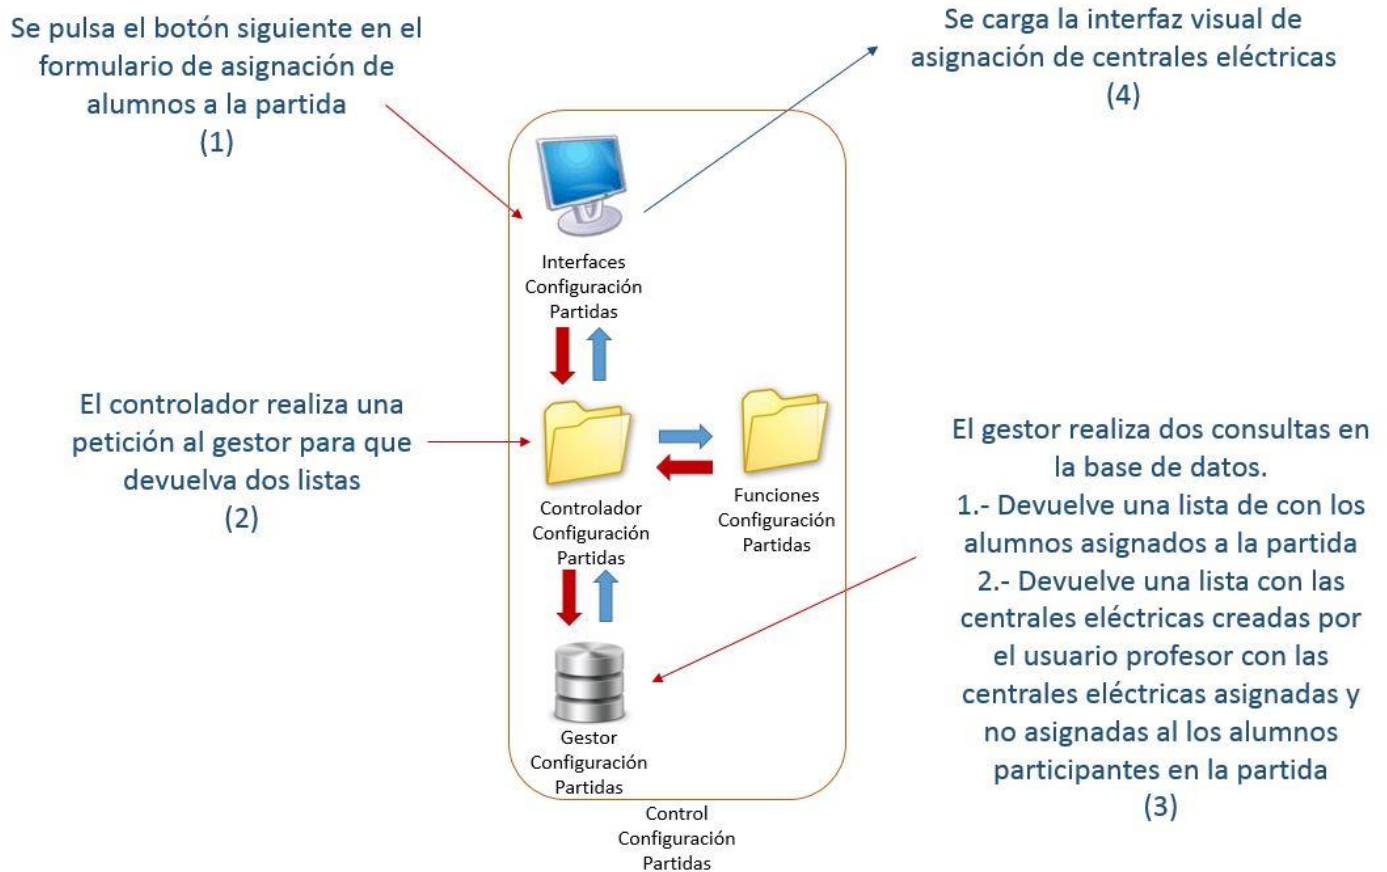 Se pulsa el botón siguiente en el
formulario de asignación de
alumnos a la partida
(1)
Se carga la interfaz visual de
asignación de centrales eléctricas
(4)
Interfaces
Configuración
Partidas
El controlador realiza una
petición al gestor para que
devuelva dos listas
(2)
Controlador
Configuración
Partidas
Funciones
Configuración
Partidas
El gestor realiza dos consultas en
la base de datos.
1.- Devuelve una lista de con los
alumnos asignados a la partida
2.- Devuelve una lista con las
centrales eléctricas creadas por
el usuario profesor con las
centrales eléctricas asignadas y
no asignadas al los alumnos
participantes en la partida
(3)
Gestor
Configuración
Partidas
Control
Configuración
Partidas